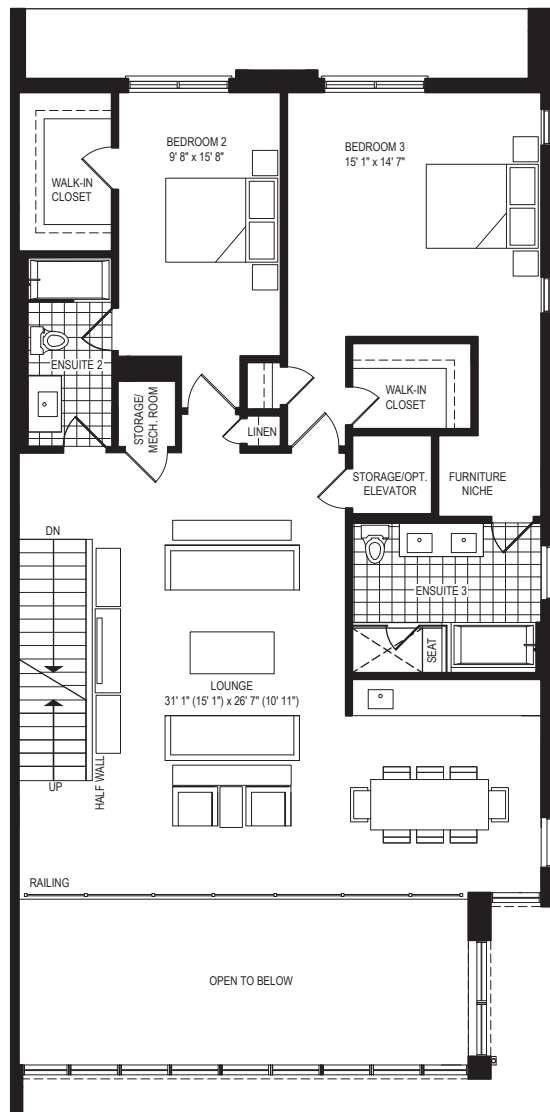 BEDROOM 2
9' 8" x 15' 8"
BEDROOM 3
15' 1" x 14' 7"
WALK-IN
CLOSET
ENSUITE 2
STORAGE/
MECH. ROOM
LINEN
WALK-IN
CLOSET
STORAGE/OPT.
ELEVATOR
FURNITURE
NICHE
DN
ENSUITE 3
SEAT
LOUNGE
31' 1" (15' 1") x 26' 7" (10' 11")
UP
HALF WALL
RAILING
OPEN TO BELOW